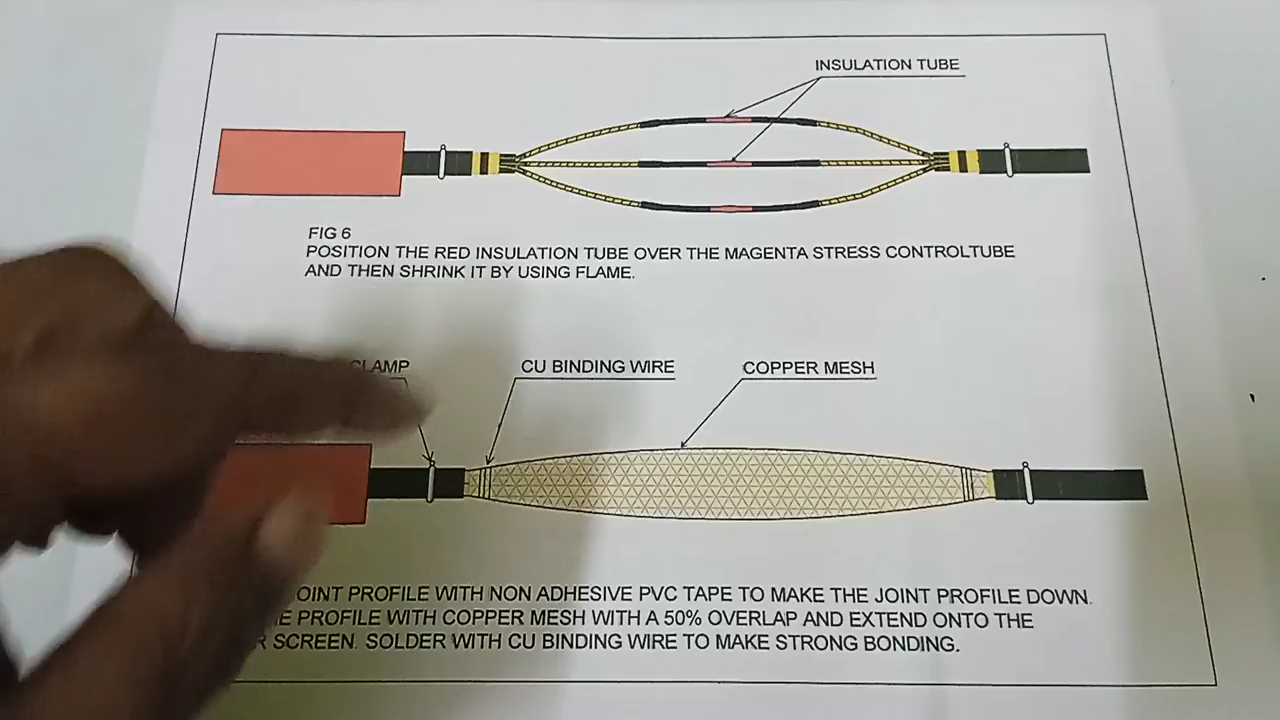 INSULATION TUBE
FIG 6
POSITION THE RED INSULATION TUBE OVER THE MAGENTA STRESS CONTROLTUBE
AND THEN SHRINK IT BY USING FLAME.
CLAMP
CU BINDING WIRE
COPPER MESH
PROFILE WITH NON ADHESIVE PVC TAPE TO MAKE THE JOINT PROFILE DOWN.
PROFILE WITH COPPER MESH WITH A 50% OVERLAP AND EXTEND ONTO THE
SCREEN. SOLDER WITH CU BINDING WIRE TO MAKE STRONG BONDING.